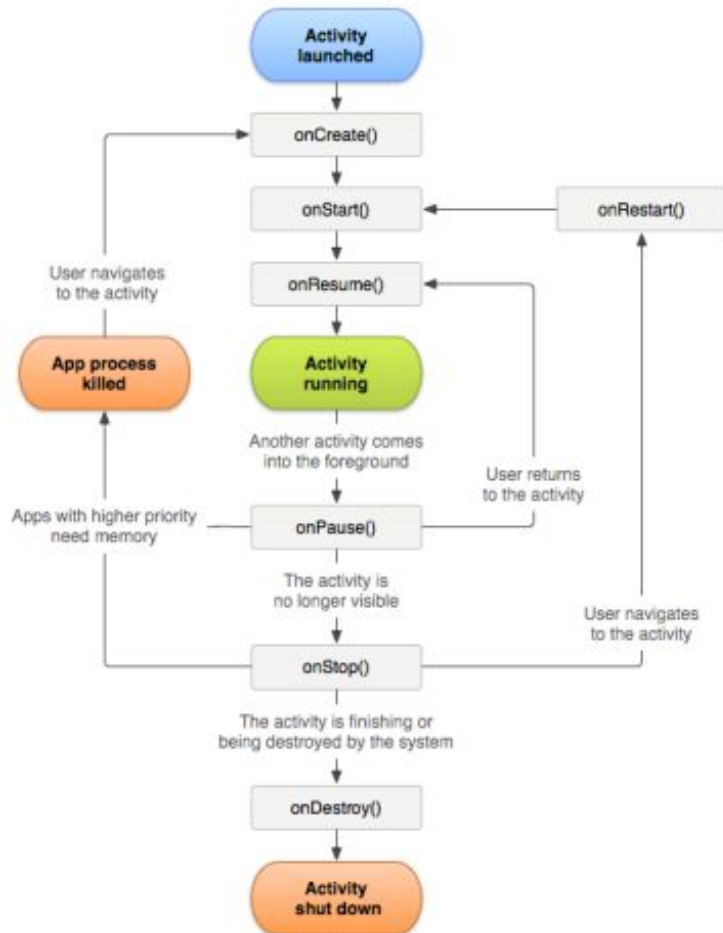 Activity
launched
onCreate()
onStart()
onRestart()
onResume()
User navigates
to the activity
App process
killed
Activity
running
Another activity comes
into the foreground
User returns
to the activity
Apps with higher priority
need memory
onPause()
The activity is
no longer visible
User navigates
to the activity
onStop()
The activity is finishing or
being destroyed by the system
onDestroy()
Activity
shut down